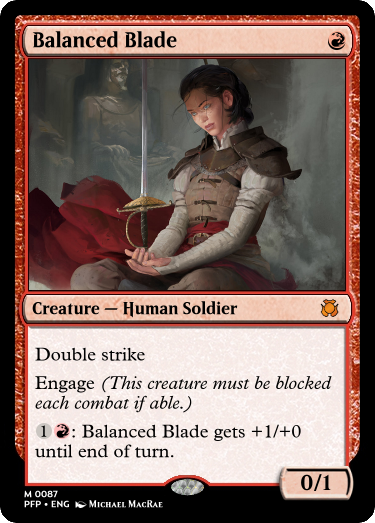 Balanced Blade
Creature — Human Soldier
Double strike
Engage (This creature must be blocked
each combat if able.)
1 : Balanced Blade gets +1/+0
until end of turn.
0/1
M 0087
PFP • ENG Michael MacRae